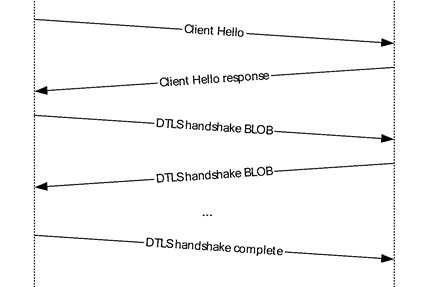 Client Hello
Client Hello response
DTLS handshake BLOB
DTLS handshake BLOB
...
DTLS handshake complete